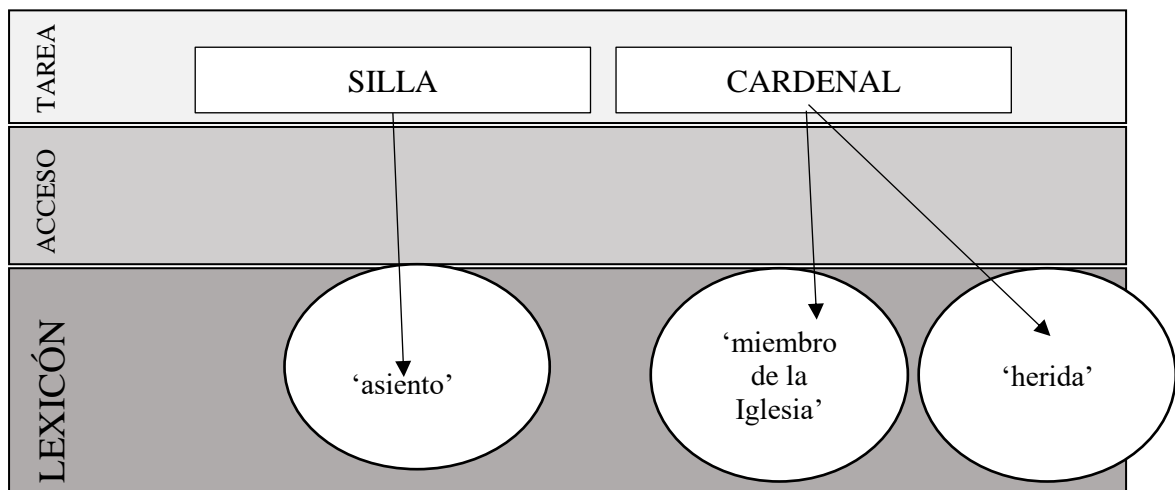 TAREA
SILLA
CARDENAL
ACCESO
LEXICÓN
‘asiento’
‘miembro
de la
Iglesia’
‘herida’